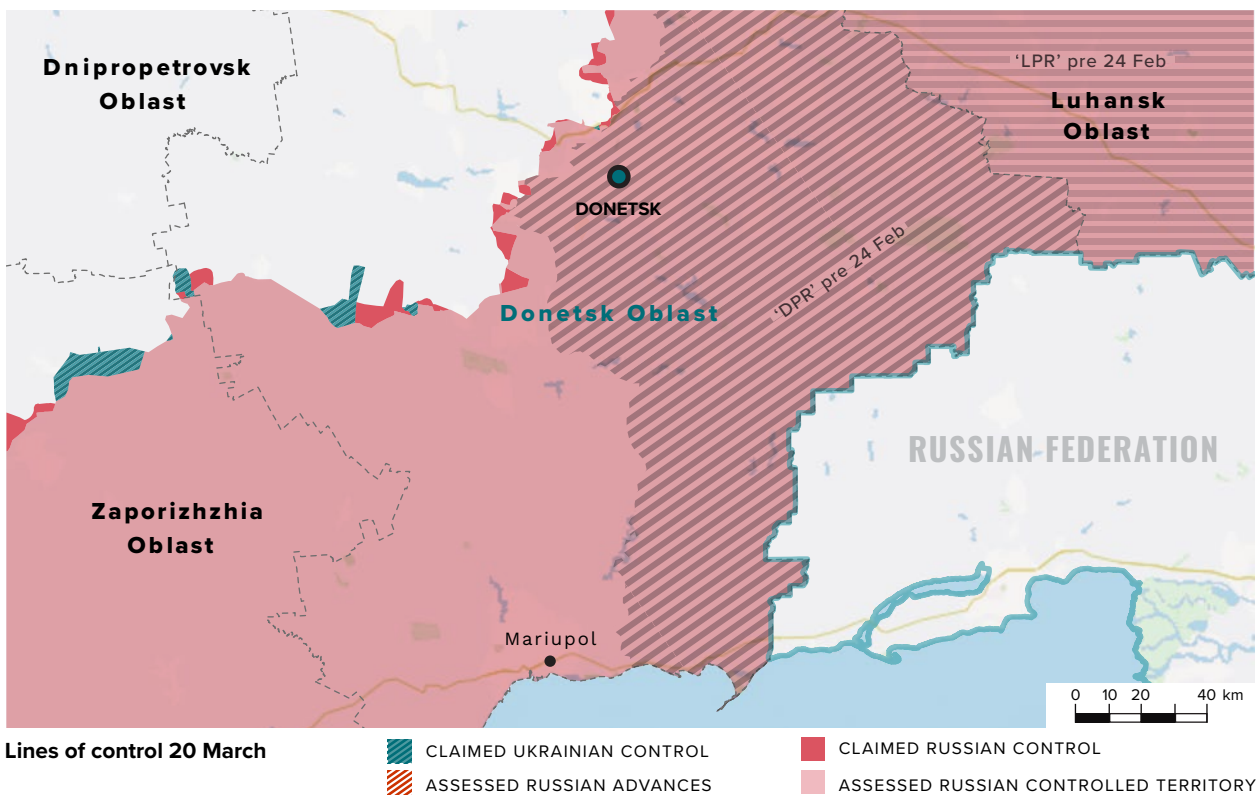 Dnipropetrovsk
Oblast
'LPR' pre 24 Feb
Luhansk
Oblast
DONETSK
'DPR' pre 24 Feb
Donetsk Oblast
RUSSIAN FEDERATION
Zaporizhzhia
Oblast
Mariupol
0 10 20 40 km
Lines of control 20 March
CLAIMED UKRAINIAN CONTROL
ASSESSED RUSSIAN ADVANCES
CLAIMED RUSSIAN CONTROL
ASSESSED RUSSIAN CONTROLLED TERRITORY